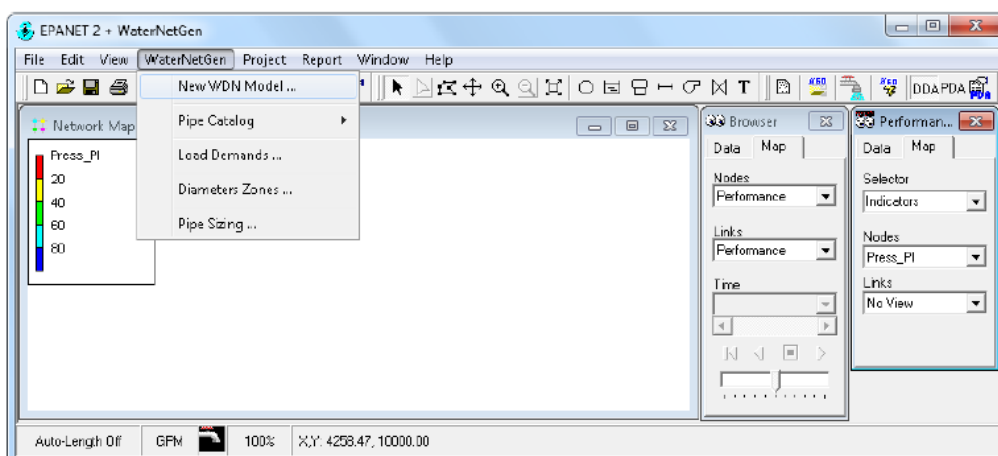 EPANET 2 + WaterNetGen
File Edit View WaterNetGen Project Report Window Help
T DDA PDA
New WDN Model ...
Pipe Catalog
Load Demands ...
Diameters Zones ...
Pipe Sizing ...
Network Map
Press_PI
20
40
60
80
Browser
Data Map
Nodes
Performance
Links
Performance
Time
Performan...
Data Map
Selector
Indicators
Nodes
Press_PI
Links
No View
Auto-Length Off GPM 100% X,Y: 4258.47, 10000.00